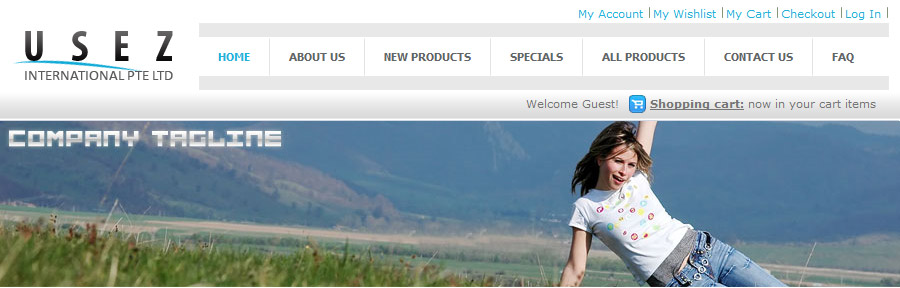 My Account | My Wishlist | My Cart | Checkout | Log In |
USEZ
INTERNATIONAL PTE LTD
HOME ABOUT US NEW PRODUCTS SPECIALS ALL PRODUCTS CONTACT US FAQ
Welcome Guest! Shopping cart: now in your cart items
COMPANY TAGLINE